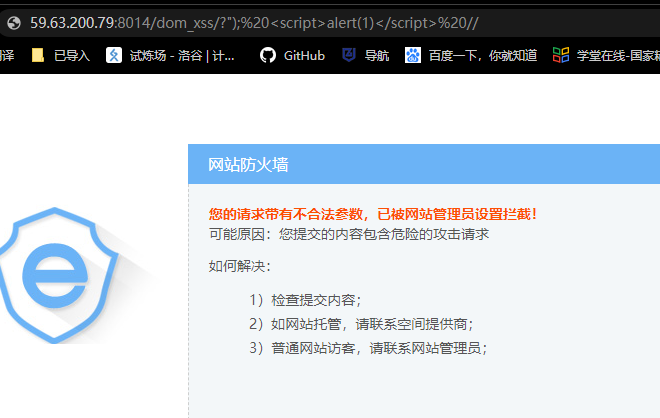 59.63.200.79:8014/dom_xss/?");%20<script>alert(1)</script>%20//
译 已导入 试炼场 - 洛谷 | 计... GitHub 导航 百度一下，你就知道 学堂在线-国家精
网站防火墙
您的请求带有不合法参数，已被网站管理员设置拦截！
可能原因：您提交的内容包含危险的攻击请求
如何解决：
1）检查提交内容；
2）如网站托管，请联系空间提供商；
3）普通网站访客，请联系网站管理员；